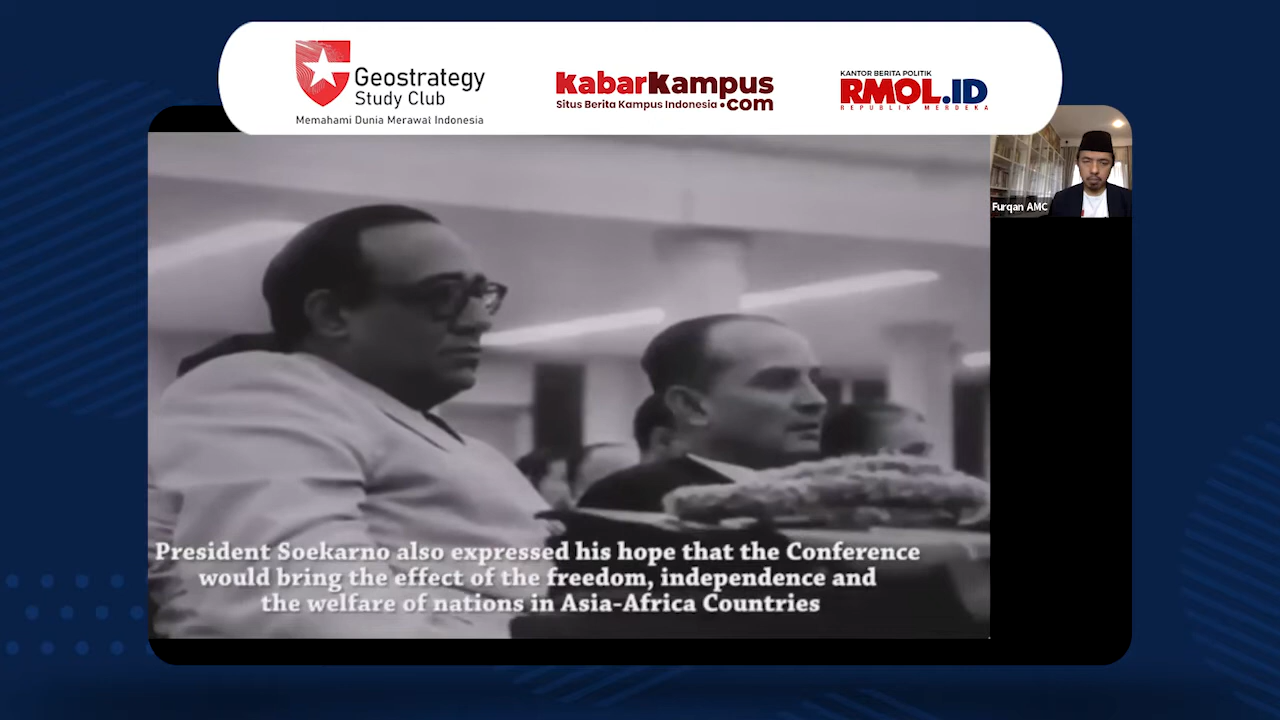 Geostrategy
Study Club
Memahami Dunia Merawat Indonesia
KabarKampus
Situs Berita Kampus Indonesia •com
KANTOR BERITA POLITIK
RMOL.ID
REPUBLIK MERDEKA
Furqan AMC
President Soekarno also expressed his hope that the Conference
would bring the effect of the freedom, independence and
the welfare of nations in Asia-Africa Countries